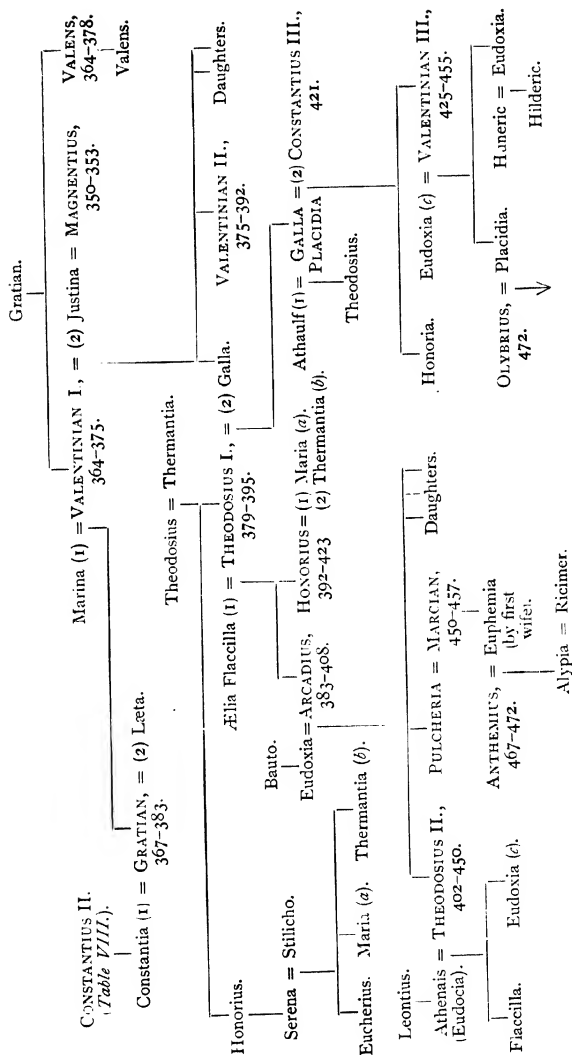 Gratian.
Marina (1) = VALENTINIAN I., = (2) Justina = MAGNENTIUS,
364–375.
350–353.
VALENS,
364–378.
Valens.
CONSTANTIUS II.
(Table VIII.).
Constantia (1) = GRATIAN, = (2) Læta.
367–383.
VALENTINIAN II.,
375–392.
Daughters.
Theodosius = Thermantia.
Honorius.
Ælia Flaccilla (1) = THEODOSIUS I., = (2) Galla.
379–395.
Serena = Stilicho.
Bauto.
Eudoxia = ARCADIUS,
383–408.
HONORIUS = (1) Maria (a).
392–423
(2) Thermantia (b).
Athaulf (1) = GALLA = (2) CONSTANTIUS III.,
PLACIDIA
421.
Theodosius.
Eucherius.
Maria (a).
Thermantia (b).
Leontius.
Athenais = THEODOSIUS II.,
(Eudocia).
402–450.
PULCHERIA = MARCIAN,
450–457.
Daughters.
Honoria.
Eudoxia (c) = VALENTINIAN III.,
425–455.
Flaccilla.
Eudoxia (c).
ANTHEMIUS, = Euphemia
467–472.
(by first
wife).
Alypia = Ricimer.
OLYBRIUS, = Placidia.
472.
Huneric = Eudoxia.
Hilderic.